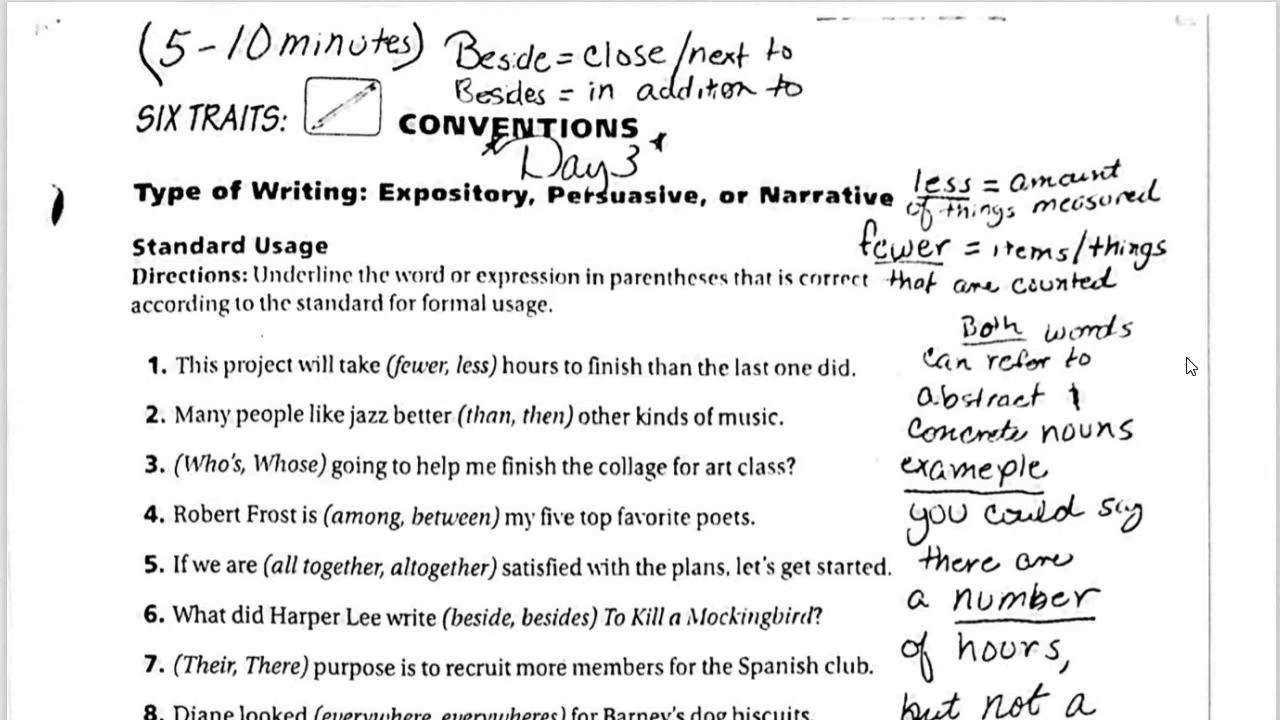 (5-10 minutes) Beside = close/next to
Besides = in addition to
SIX TRAITS: CONVENTIONS
Day 3
Type of Writing: Expository, Persuasive, or Narrative
less = amount
of things measured
fewer = items/things
that are counted
Both words
can refer to
abstract
concrete nouns
exameple
you could say
there are
a number
of hours,
but not a
Standard Usage
Directions: Underline the word or expression in parentheses that is correct
according to the standard for formal usage.
1. This project will take (fewer, less) hours to finish than the last one did.
2. Many people like jazz better (than, then) other kinds of music.
3. (Who's, Whose) going to help me finish the collage for art class?
4. Robert Frost is (among, between) my five top favorite poets.
5. If we are (all together, altogether) satisfied with the plans, let's get started.
6. What did Harper Lee write (beside, besides) To Kill a Mockingbird?
7. (Their, There) purpose is to recruit more members for the Spanish club.
8. Diane looked (everywhere, everywheres) for Barney's dog biscuits.